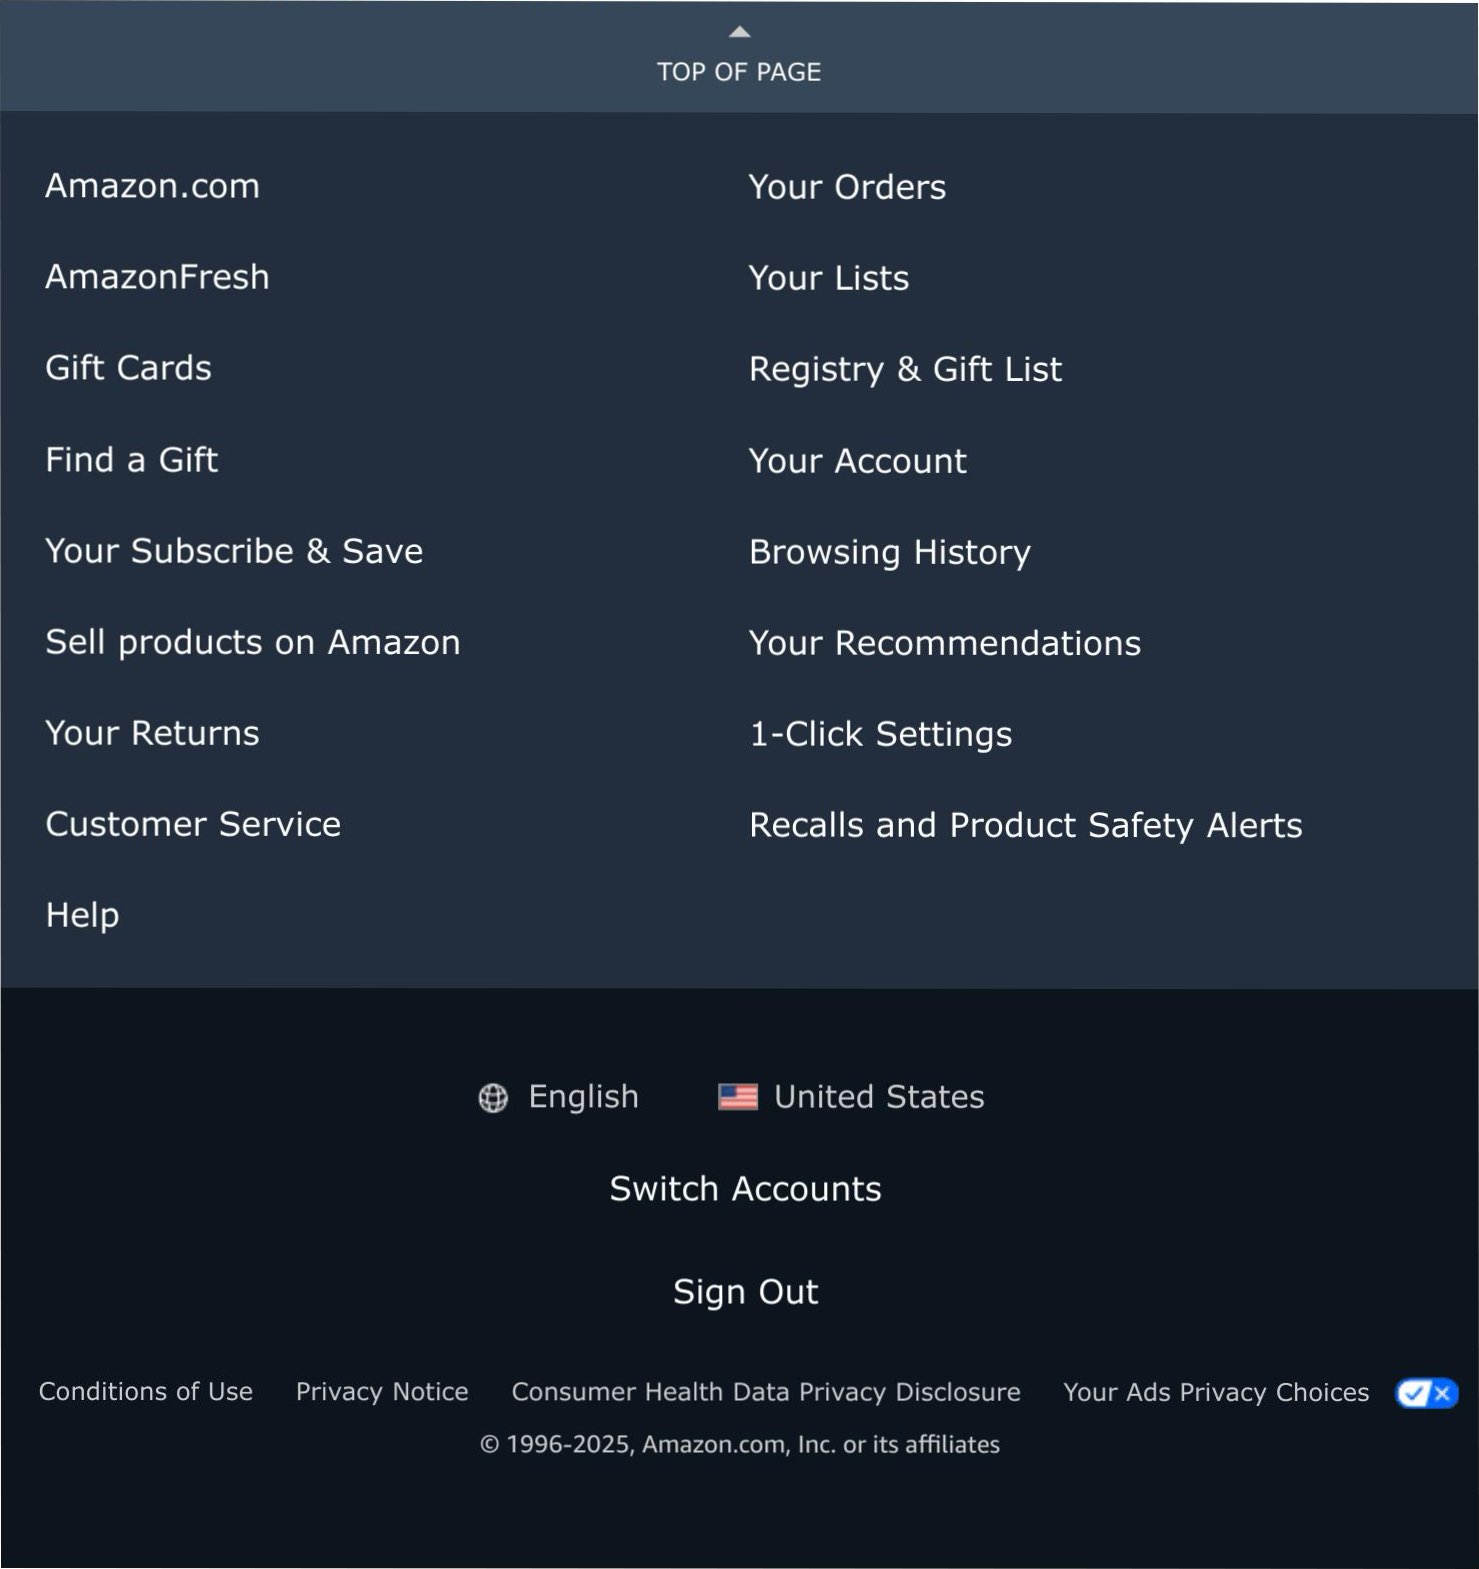 TOP OF PAGE
Amazon.com
AmazonFresh
Gift Cards
Find a Gift
Your Subscribe & Save
Sell products on Amazon
Your Returns
Customer Service
Help
Your Orders
Your Lists
Registry & Gift List
Your Account
Browsing History
Your Recommendations
1-Click Settings
Recalls and Product Safety Alerts
English United States
Switch Accounts
Sign Out
Conditions of Use Privacy Notice Consumer Health Data Privacy Disclosure Your Ads Privacy Choices
© 1996-2025, Amazon.com, Inc. or its affiliates